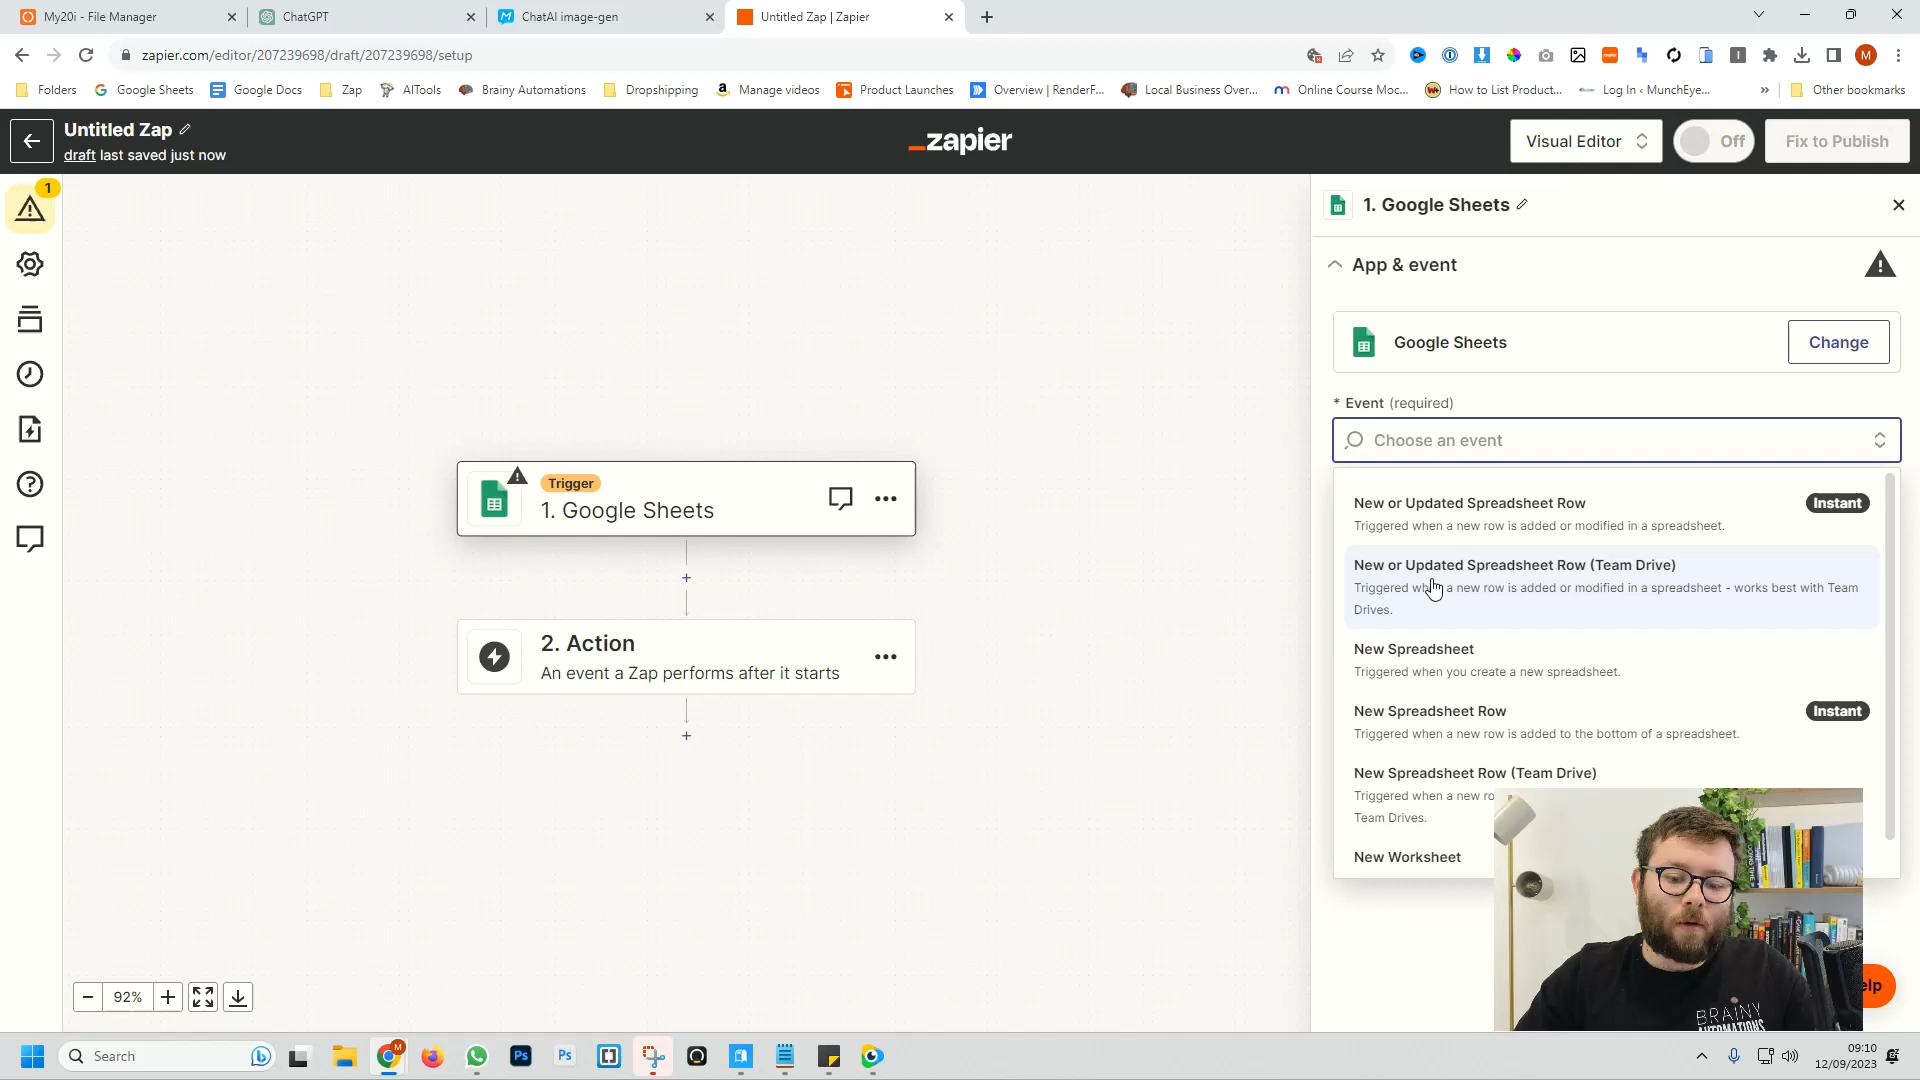 My20i - File Manager
ChatGPT
ChatAI image-gen
Untitled Zap | Zapier
zapier.com/editor/207239698/draft/207239698/setup
Folders
Google Sheets
Google Docs
Zap
AITools
Brainy Automations
Dropshipping
Manage videos
Product Launches
Overview | RenderF...
Local Business Over...
Online Course Moc...
How to List Product...
Log In ‹ MunchEye...
Other bookmarks
Untitled Zap
draft last saved just now
zapier
Visual Editor
Off
Fix to Publish
1
1. Google Sheets
App & event
Google Sheets
Change
* Event (required)
Choose an event
New or Updated Spreadsheet Row
Instant
Triggered when a new row is added or modified in a spreadsheet.
New or Updated Spreadsheet Row (Team Drive)
Triggered a new row is added or modified in a spreadsheet - works best with Team
Drives.
New Spreadsheet
Triggered when you create a new spreadsheet.
New Spreadsheet Row
Instant
Triggered when a new row is added to the bottom of a spreadsheet.
New Spreadsheet Row (Team Drive)
Triggered when a new ro
Team Drives.
New Worksheet
Trigger
1. Google Sheets
2. Action
An event a Zap performs after it starts
92%
elp
BRAINY
AUTOMATIONS
Search
09:10
12/09/2023